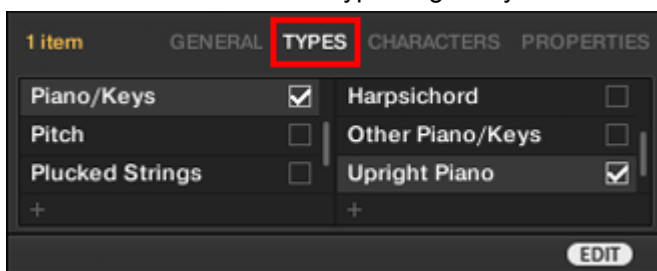 1 item GENERAL TYPES CHARACTERS PROPERTIES
Piano/Keys Harpsichord
Pitch Other Piano/Keys
Plucked Strings Upright Piano
+ +
EDIT